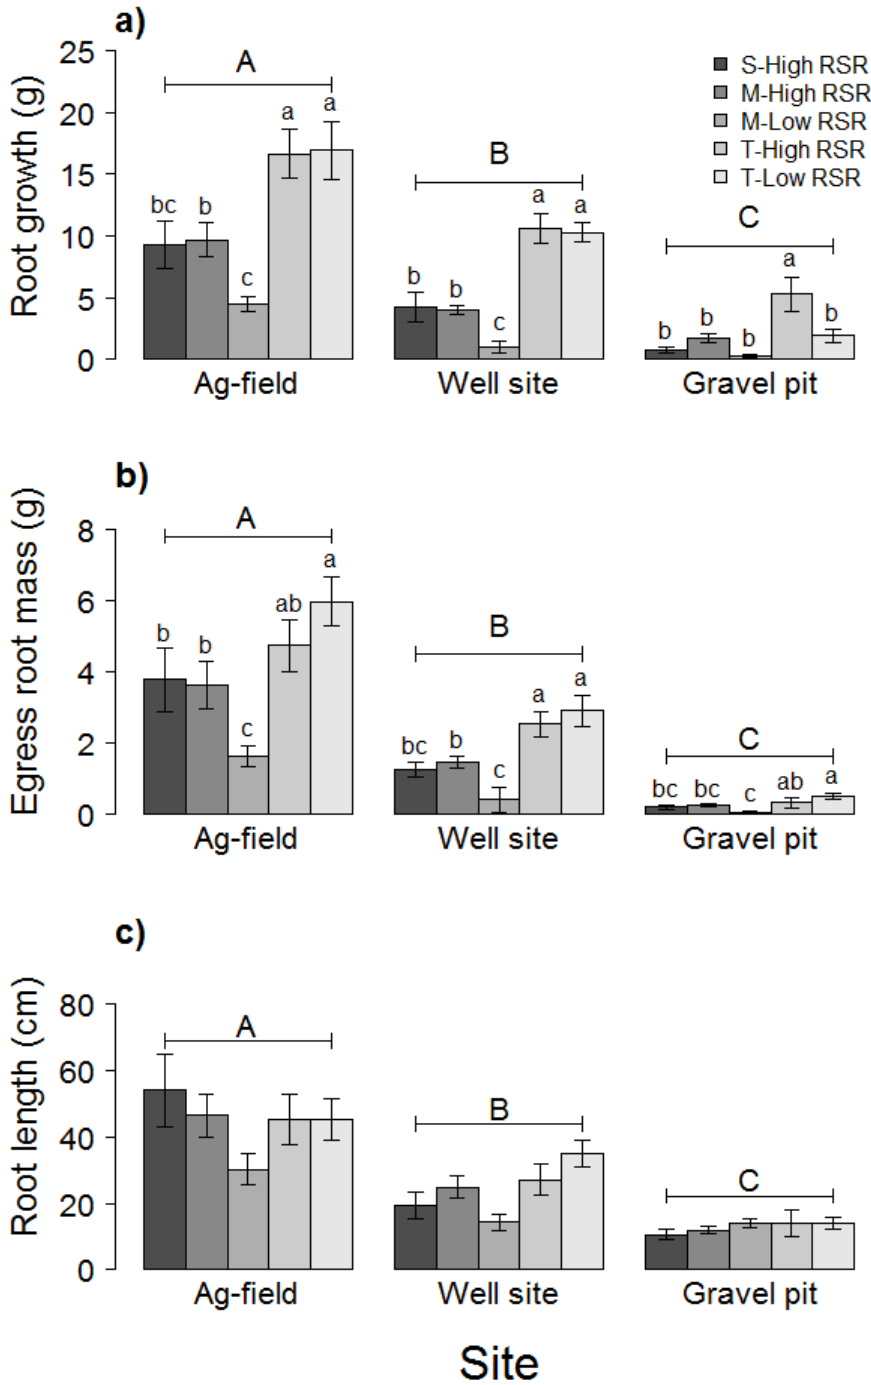 a)
Root growth (g)
25
20
15
10
5
0
A
bc
b
c
a
a
B
b
b
c
a
a
C
b
b
b
a
b
S-High RSR
M-High RSR
M-Low RSR
T-High RSR
T-Low RSR
Ag-field
Well site
Gravel pit
b)
Egress root mass (g)
8
6
4
2
0
A
b
b
c
ab
a
B
bc
b
c
a
a
C
bc
bc
c
ab
a
Ag-field
Well site
Gravel pit
c)
Root length (cm)
80
60
40
20
0
A
B
C
Ag-field
Well site
Gravel pit
Site